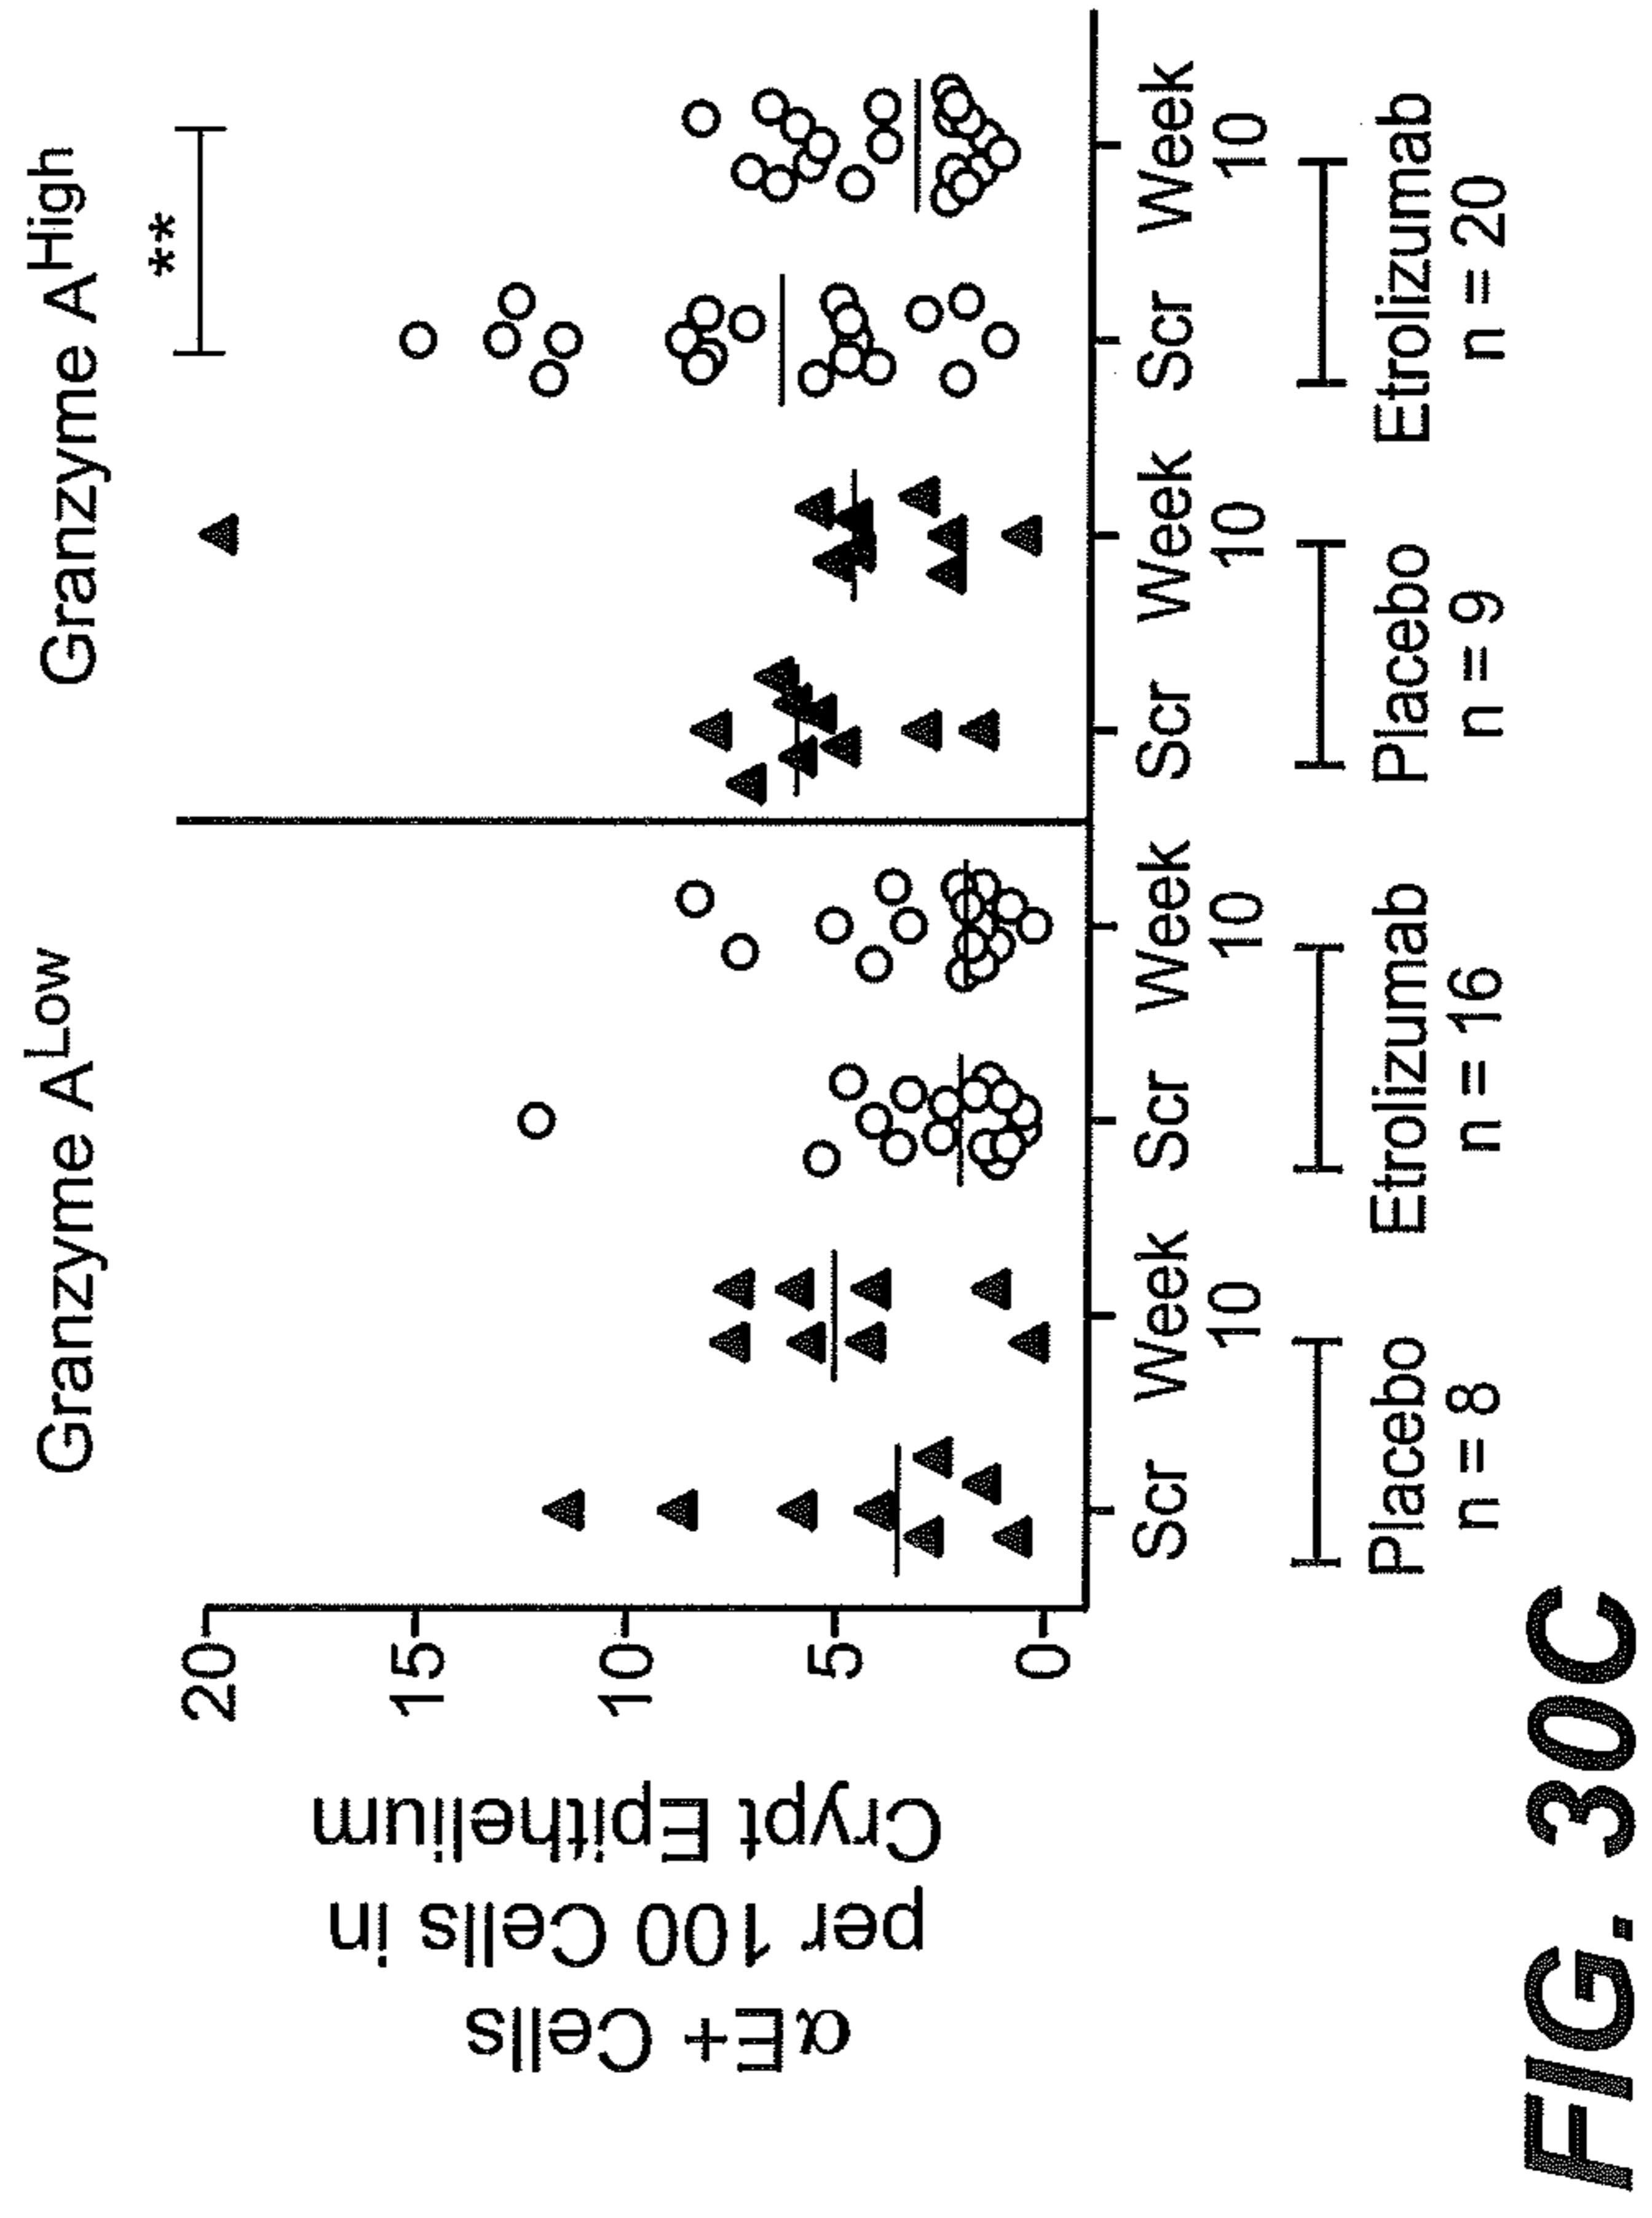 Granzyme A Low
Granzyme A High
**
αE+ Cells
per 100 Cells in
Crypt Epithelium
20
15
10
5
0
Scr
Week
10
Scr
Week
10
Scr
Week
10
Scr
Week
10
Placebo
n = 8
Etrolizumab
n = 16
Placebo
n = 9
Etrolizumab
n = 20
FIG. 30C